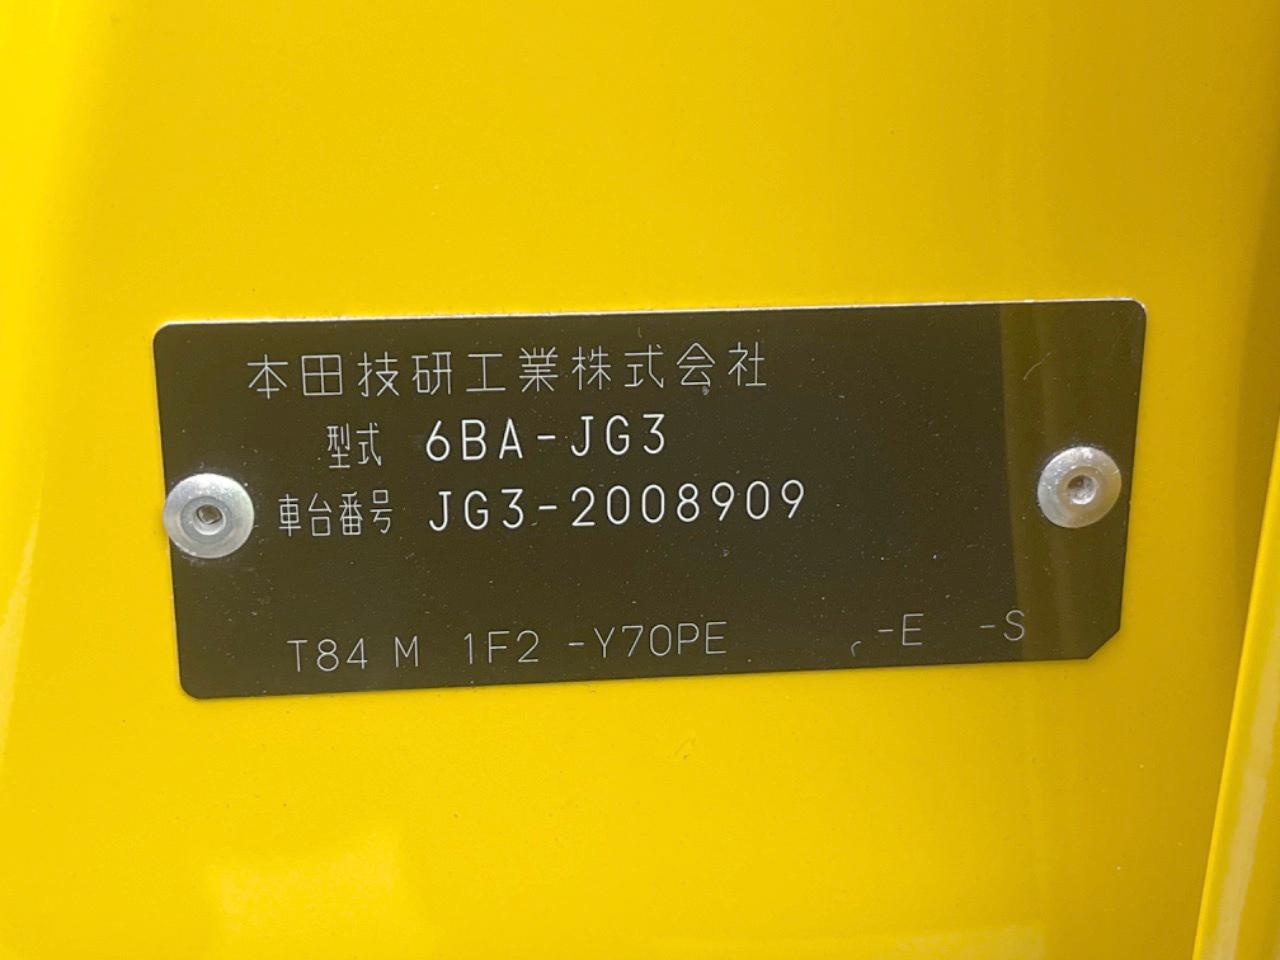 本田技研工業株式会社
型式 6BA-JG3
車台番号 JG3-2008909
T84 M 1F2 -Y70PE -E -S